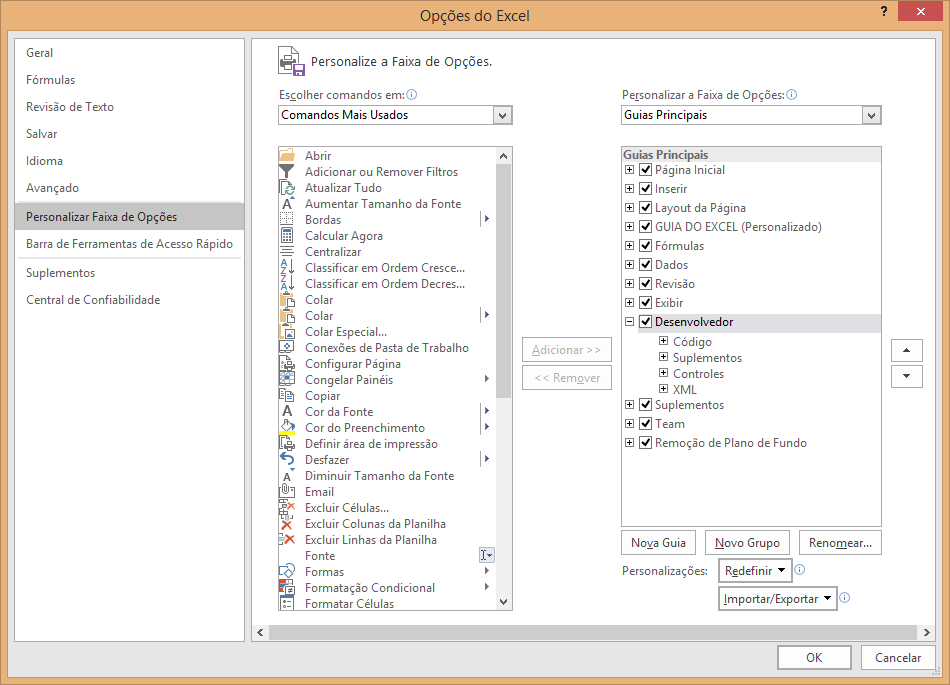 Opções do Excel
?
Geral
Fórmulas
Revisão de Texto
Salvar
Idioma
Avançado
Personalizar Faixa de Opções
Barra de Ferramentas de Acesso Rápido
Suplementos
Central de Confiabilidade
Personalize a Faixa de Opções.
Escolher comandos em:
Comandos Mais Usados
Abrir
Adicionar ou Remover Filtros
Atualizar Tudo
Aumentar Tamanho da Fonte
Bordas
Calcular Agora
Centralizar
Classificar em Ordem Cresce...
Classificar em Ordem Decres...
Colar
Colar
Colar Especial...
Conexões de Pasta de Trabalho
Configurar Página
Congelar Painéis
Copiar
Cor da Fonte
Cor do Preenchimento
Definir área de impressão
Desfazer
Diminuir Tamanho da Fonte
Email
Excluir Células...
Excluir Colunas da Planilha
Excluir Linhas da Planilha
Fonte
Formas
Formatação Condicional
Formatar Células
Adicionar >>
<< Remover
Personalizar a Faixa de Opções:
Guias Principais
Guias Principais
Página Inicial
Inserir
Layout da Página
GUIA DO EXCEL (Personalizado)
Fórmulas
Dados
Revisão
Exibir
Desenvolvedor
Código
Suplementos
Controles
XML
Suplementos
Team
Remoção de Plano de Fundo
Nova Guia
Novo Grupo
Renomear...
Personalizações:
Redefinir
Importar/Exportar
OK
Cancelar